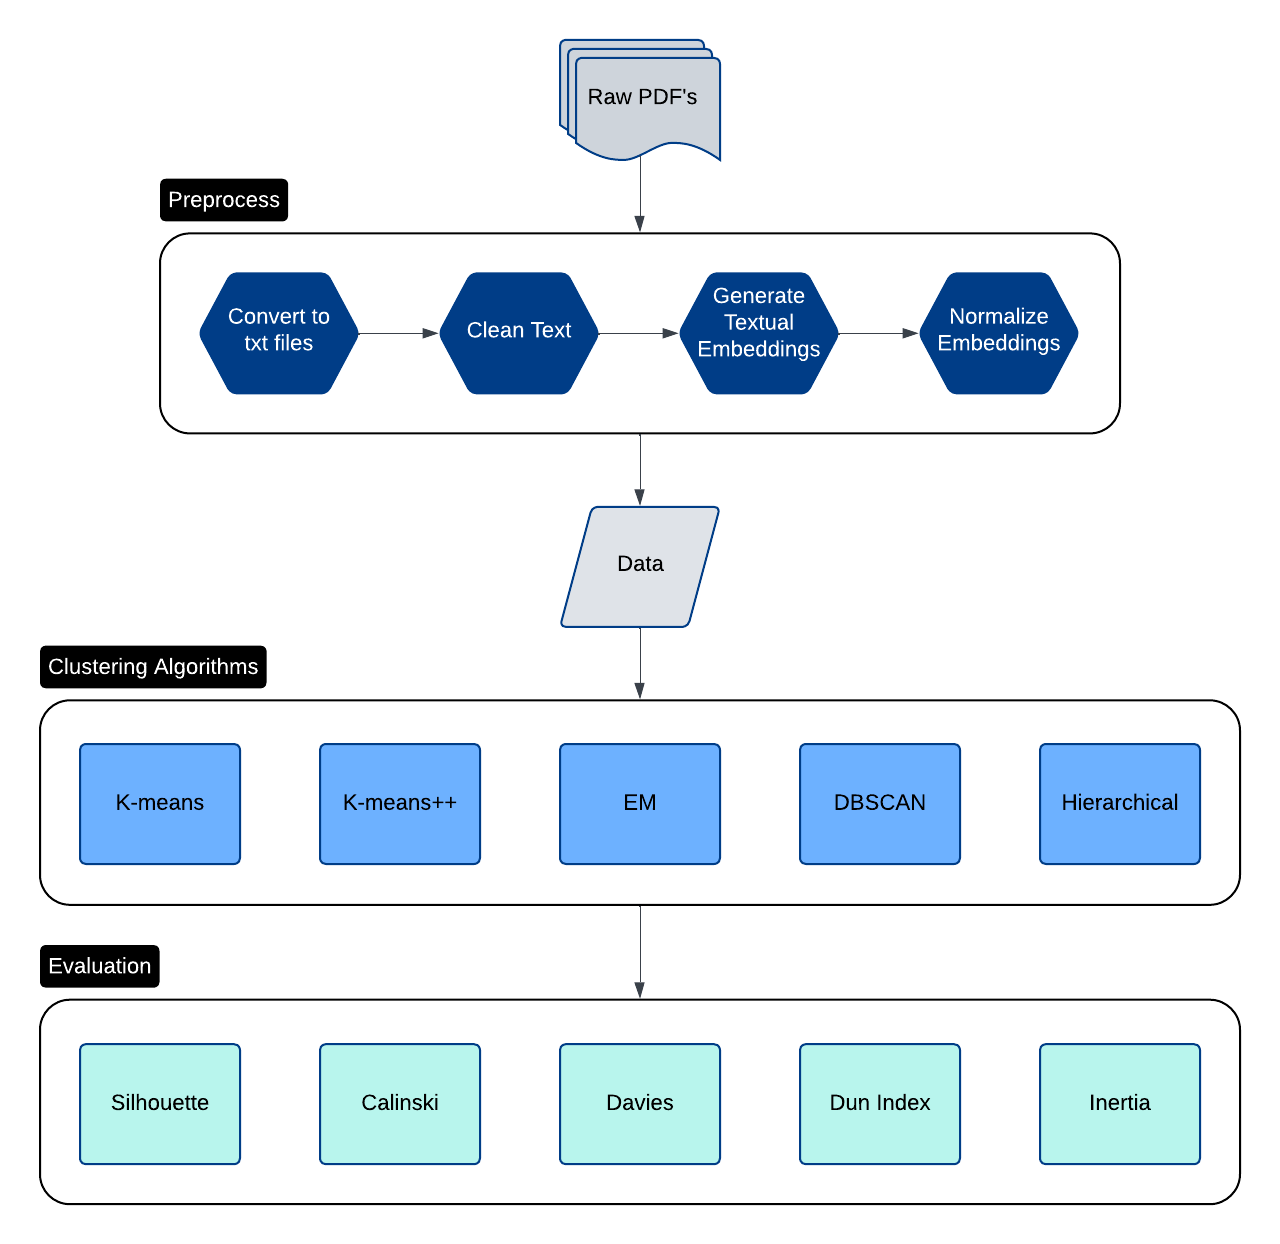 Raw PDF's
Preprocess
Convert to
txt files
Clean Text
Generate
Textual
Embeddings
Normalize
Embeddings
Data
Clustering Algorithms
K-means
K-means++
EM
DBSCAN
Hierarchical
Evaluation
Silhouette
Calinski
Davies
Dun Index
Inertia